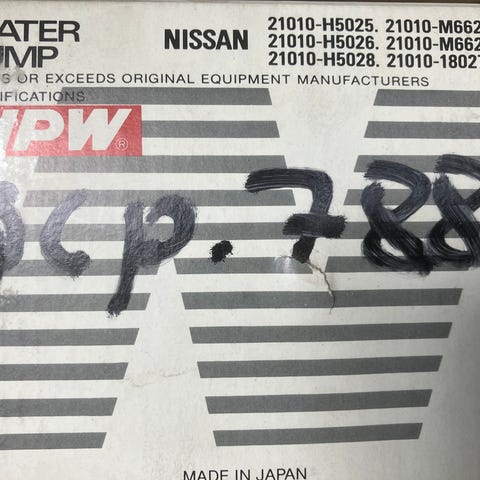 ATER
UMP
NISSAN
21010-H5025. 21010-M662
21010-H5026. 21010-M662
21010-H5028. 21010-1802
S OR EXCEEDS ORIGINAL EQUIPMENT MANUFACTURERS
IFICATIONS.
PW®
cp.788
MADE IN JAPAN